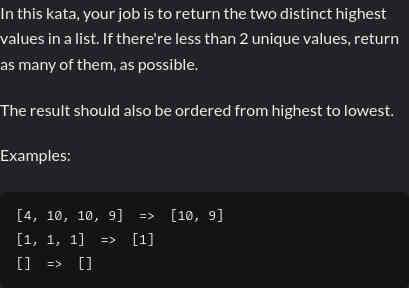 In this kata, your job is to return the two distinct highest
values in a list. If there're less than 2 unique values, return
as many of them, as possible.
The result should also be ordered from highest to lowest.
Examples:
[4, 10, 10, 9]  =>  [10, 9]
[1, 1, 1]  =>  [1]
[]  =>  []